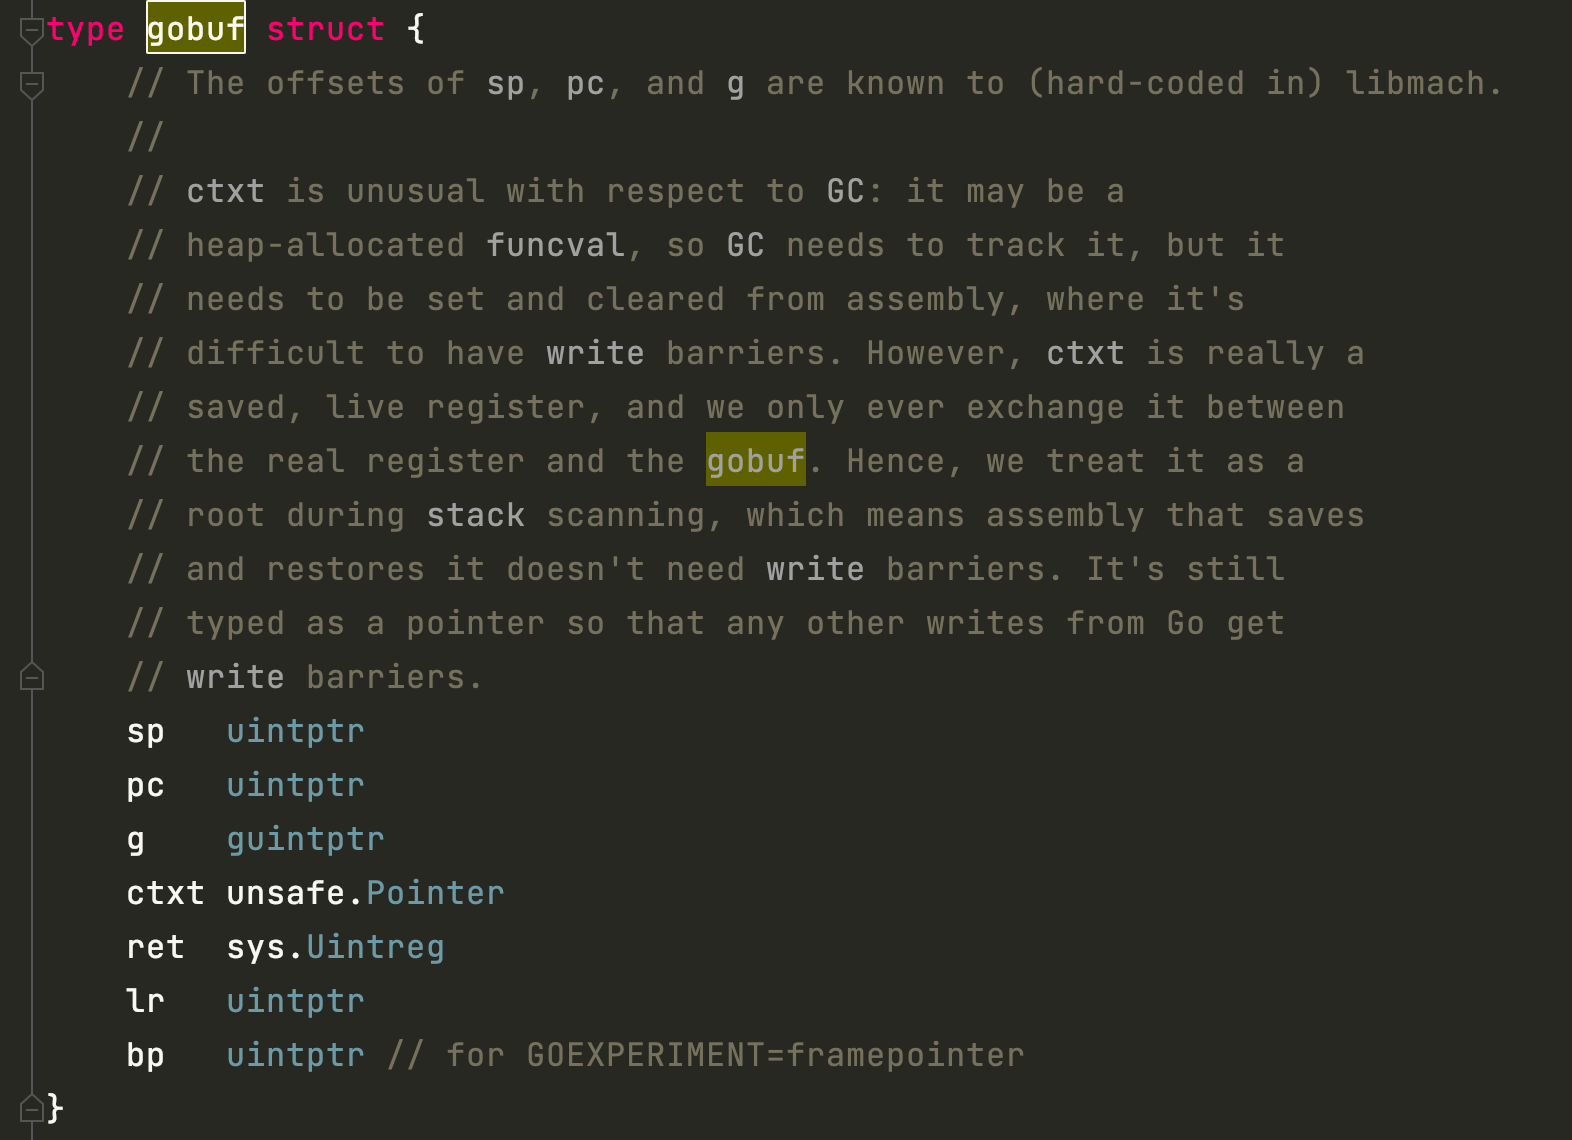 type gobuf struct {
// The offsets of sp, pc, and g are known to (hard-coded in) libmach.
//
// ctxt is unusual with respect to GC: it may be a
// heap-allocated funcval, so GC needs to track it, but it
// needs to be set and cleared from assembly, where it's
// difficult to have write barriers. However, ctxt is really a
// saved, live register, and we only ever exchange it between
// the real register and the gobuf. Hence, we treat it as a
// root during stack scanning, which means assembly that saves
// and restores it doesn't need write barriers. It's still
// typed as a pointer so that any other writes from Go get
// write barriers.
sp   uintptr
pc   uintptr
g    guintptr
ctxt unsafe.Pointer
ret  sys.Uintreg
lr   uintptr
bp   uintptr // for GOEXPERIMENT=framepointer
}